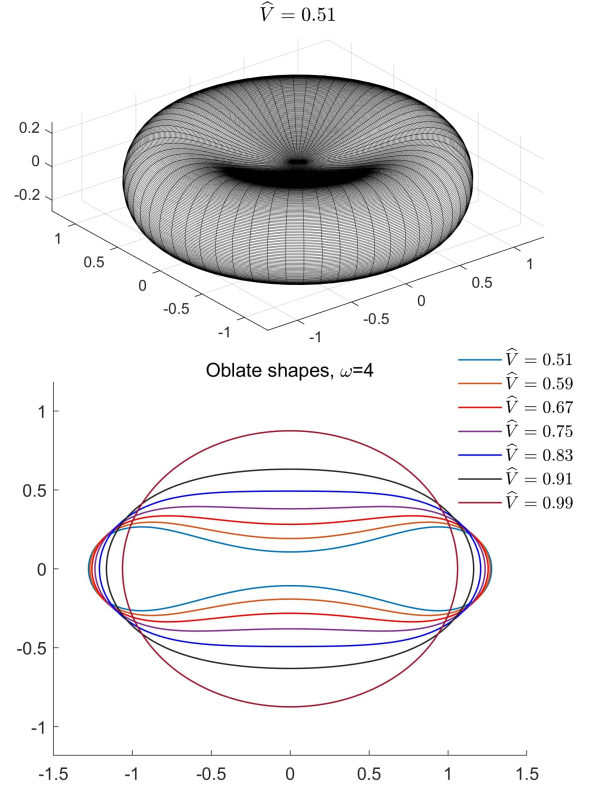 V̂ = 0.51
0.2
0
-0.2
1
0.5
0
-0.5
-1
-1
-0.5
0
0.5
1
Oblate shapes, ω=4
V̂ = 0.51
V̂ = 0.59
V̂ = 0.67
V̂ = 0.75
V̂ = 0.83
V̂ = 0.91
V̂ = 0.99
1
0.5
0
-0.5
-1
-1.5 -1 -0.5 0 0.5 1 1.5